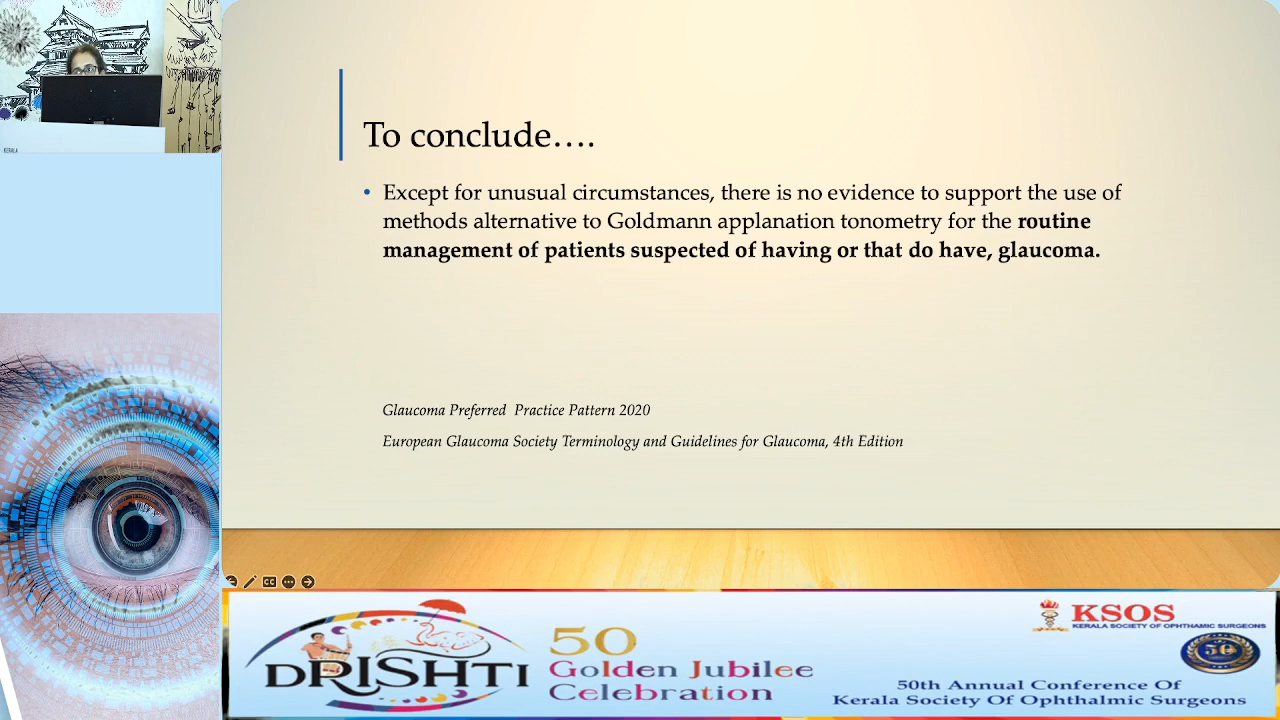 To conclude….
• Except for unusual circumstances, there is no evidence to support the use of
methods alternative to Goldmann applanation tonometry for the routine
management of patients suspected of having or that do have, glaucoma.
Glaucoma Preferred  Practice Pattern 2020
European Glaucoma Society Terminology and Guidelines for Glaucoma, 4th Edition
CC
DRISHTI
50
Golden Jubilee
Celebration
KSOS
KERALA SOCIETY OF OPHTHAMIC SURGEONS
50
50th Annual Conference Of
Kerala Society Of Ophthalmic Surgeons